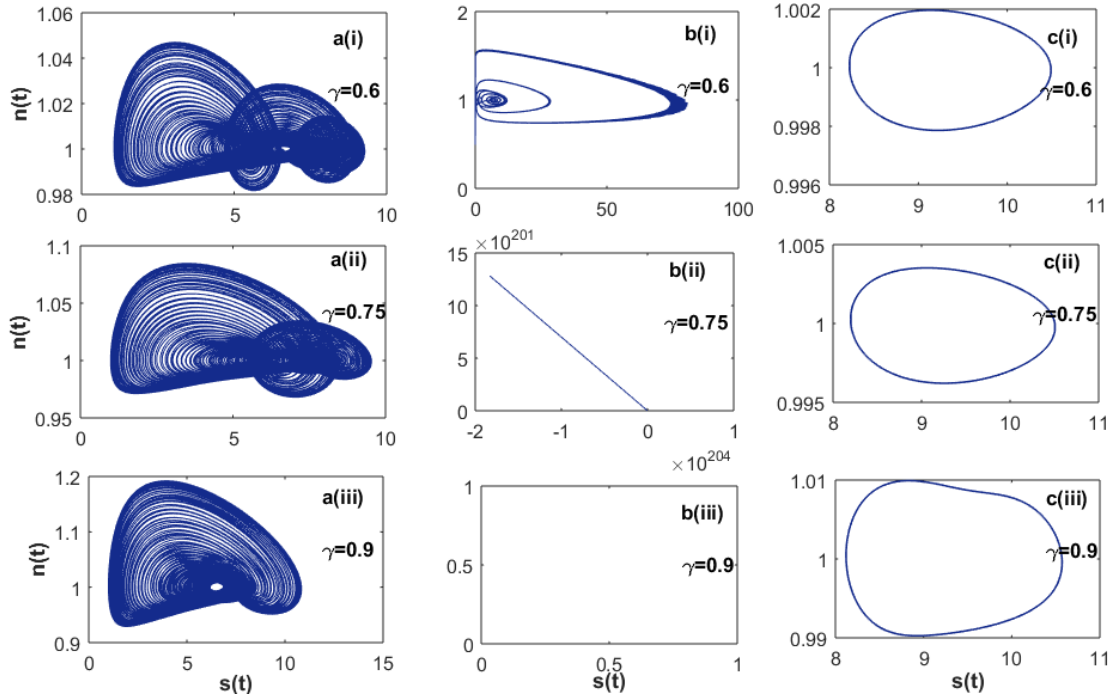 1.06
1.04
1.02
1
0.98
n(t)
a(i)
γ=0.6
0
5
10
2
1
0
b(i)
γ=0.6
0
50
100
1.002
1
0.998
0.996
c(i)
γ=0.6
8
9
10
11
1.1
1.05
1
0.95
n(t)
a(ii)
γ=0.75
0
5
10
×10^201
15
10
5
0
b(ii)
γ=0.75
-2
-1
0
1
×10^204
1.005
1
0.995
c(ii)
γ=0.75
8
9
10
11
1.2
1.1
1
0.9
n(t)
a(iii)
γ=0.9
0
5
10
15
s(t)
1
0.5
0
b(iii)
γ=0.9
0
0.5
1
s(t)
1.01
1
0.99
c(iii)
γ=0.9
8
9
10
11
s(t)